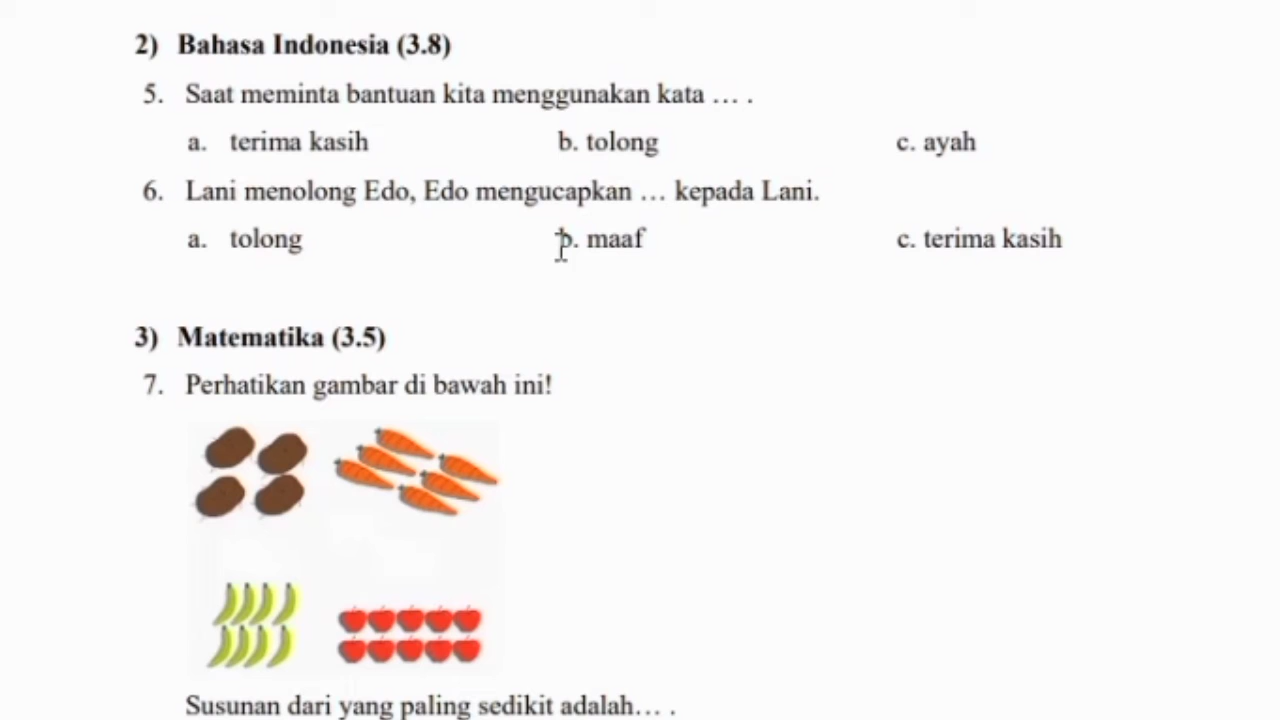 2) Bahasa Indonesia (3.8)
5. Saat meminta bantuan kita menggunakan kata … .
a. terima kasih b. tolong c. ayah
6. Lani menolong Edo, Edo mengucapkan … kepada Lani.
a. tolong b. maaf c. terima kasih
3) Matematika (3.5)
7. Perhatikan gambar di bawah ini!
Susunan dari yang paling sedikit adalah… .